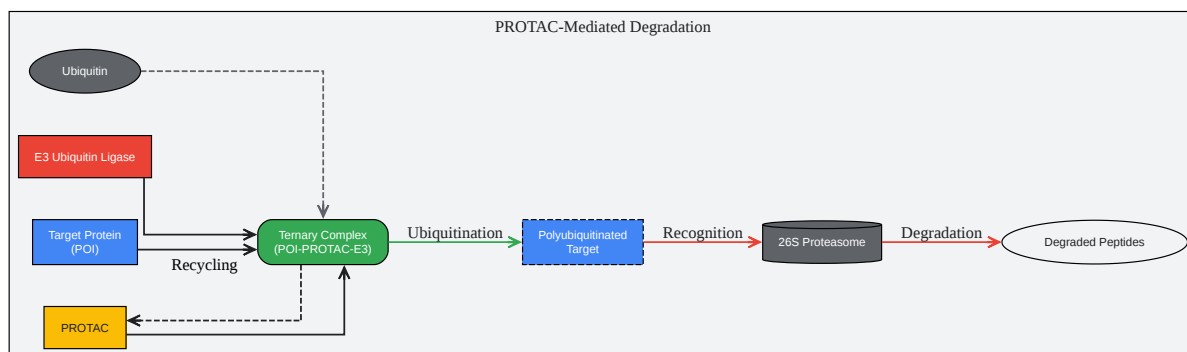 PROTAC-Mediated Degradation
Ubiquitin
E3 Ubiquitin Ligase
Target Protein
(POI)
Recycling
PROTAC
Ternary Complex
(POI-PROTAC-E3)
Ubiquitination
Polyubiquitinated
Target
Recognition
26S Proteasome
Degradation
Degraded Peptides